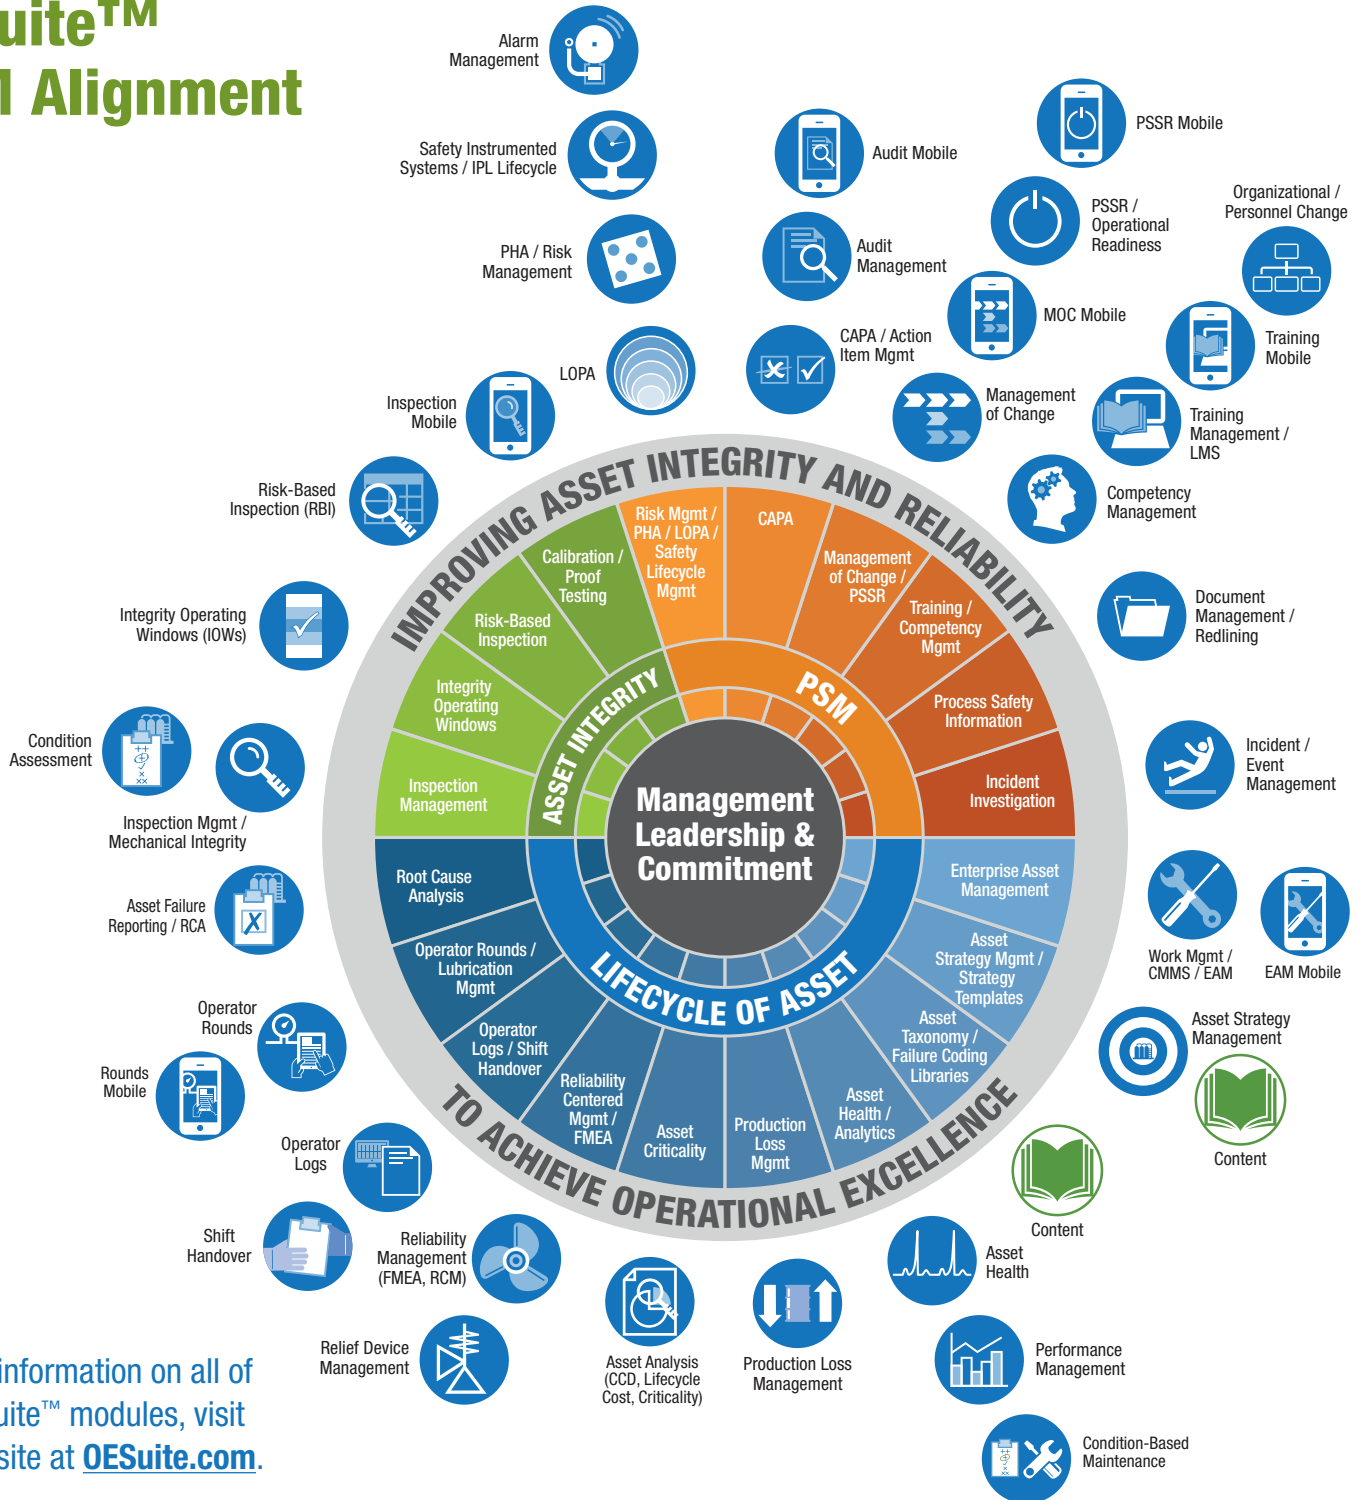 uite™
Alignment
Alarm
Management
Safety Instrumented
Systems / IPL Lifecycle
PHA / Risk
Management
LOPA
Inspection
Mobile
Risk-Based
Inspection (RBI)
Integrity Operating
Windows (IOWs)
Condition
Assessment
Inspection Mgmt /
Mechanical Integrity
Asset Failure
Reporting / RCA
Operator
Rounds
Rounds
Mobile
Operator
Logs
Shift
Handover
Reliability
Management
(FMEA, RCM)
Relief Device
Management
Asset Analysis
(CCD, Lifecycle
Cost, Criticality)
Production Loss
Management
Asset
Health
Performance
Management
Condition-Based
Maintenance
Content
Content
Asset Strategy
Management
Work Mgmt /
CMMS / EAM
EAM Mobile
Incident /
Event
Management
Document
Management /
Redlining
Competency
Management
Training
Management /
LMS
Training
Mobile
Organizational /
Personnel Change
Management
of Change
MOC Mobile
PSSR /
Operational
Readiness
PSSR Mobile
Audit Mobile
Audit
Management
CAPA / Action
Item Mgmt
IMPROVING ASSET INTEGRITY AND RELIABILITY
TO ACHIEVE OPERATIONAL EXCELLENCE
ASSET INTEGRITY
Inspection
Management
Integrity
Operating
Windows
Risk-Based
Inspection
Calibration /
Proof
Testing
PSM
Risk Mgmt /
PHA / LOPA /
Safety
Lifecycle
Mgmt
CAPA
Management
of Change /
PSSR
Training /
Competency
Mgmt
Process Safety
Information
Incident
Investigation
LIFECYCLE OF ASSET
Root Cause
Analysis
Operator Rounds /
Lubrication
Mgmt
Operator
Logs / Shift
Handover
Reliability
Centered
Mgmt /
FMEA
Asset
Criticality
Production
Loss
Mgmt
Asset
Health /
Analytics
Asset
Taxonomy /
Failure Coding
Libraries
Asset
Strategy Mgmt /
Strategy
Templates
Enterprise Asset
Management
Management
Leadership &
Commitment
information on all of
uite™ modules, visit
site at OESuite.com.